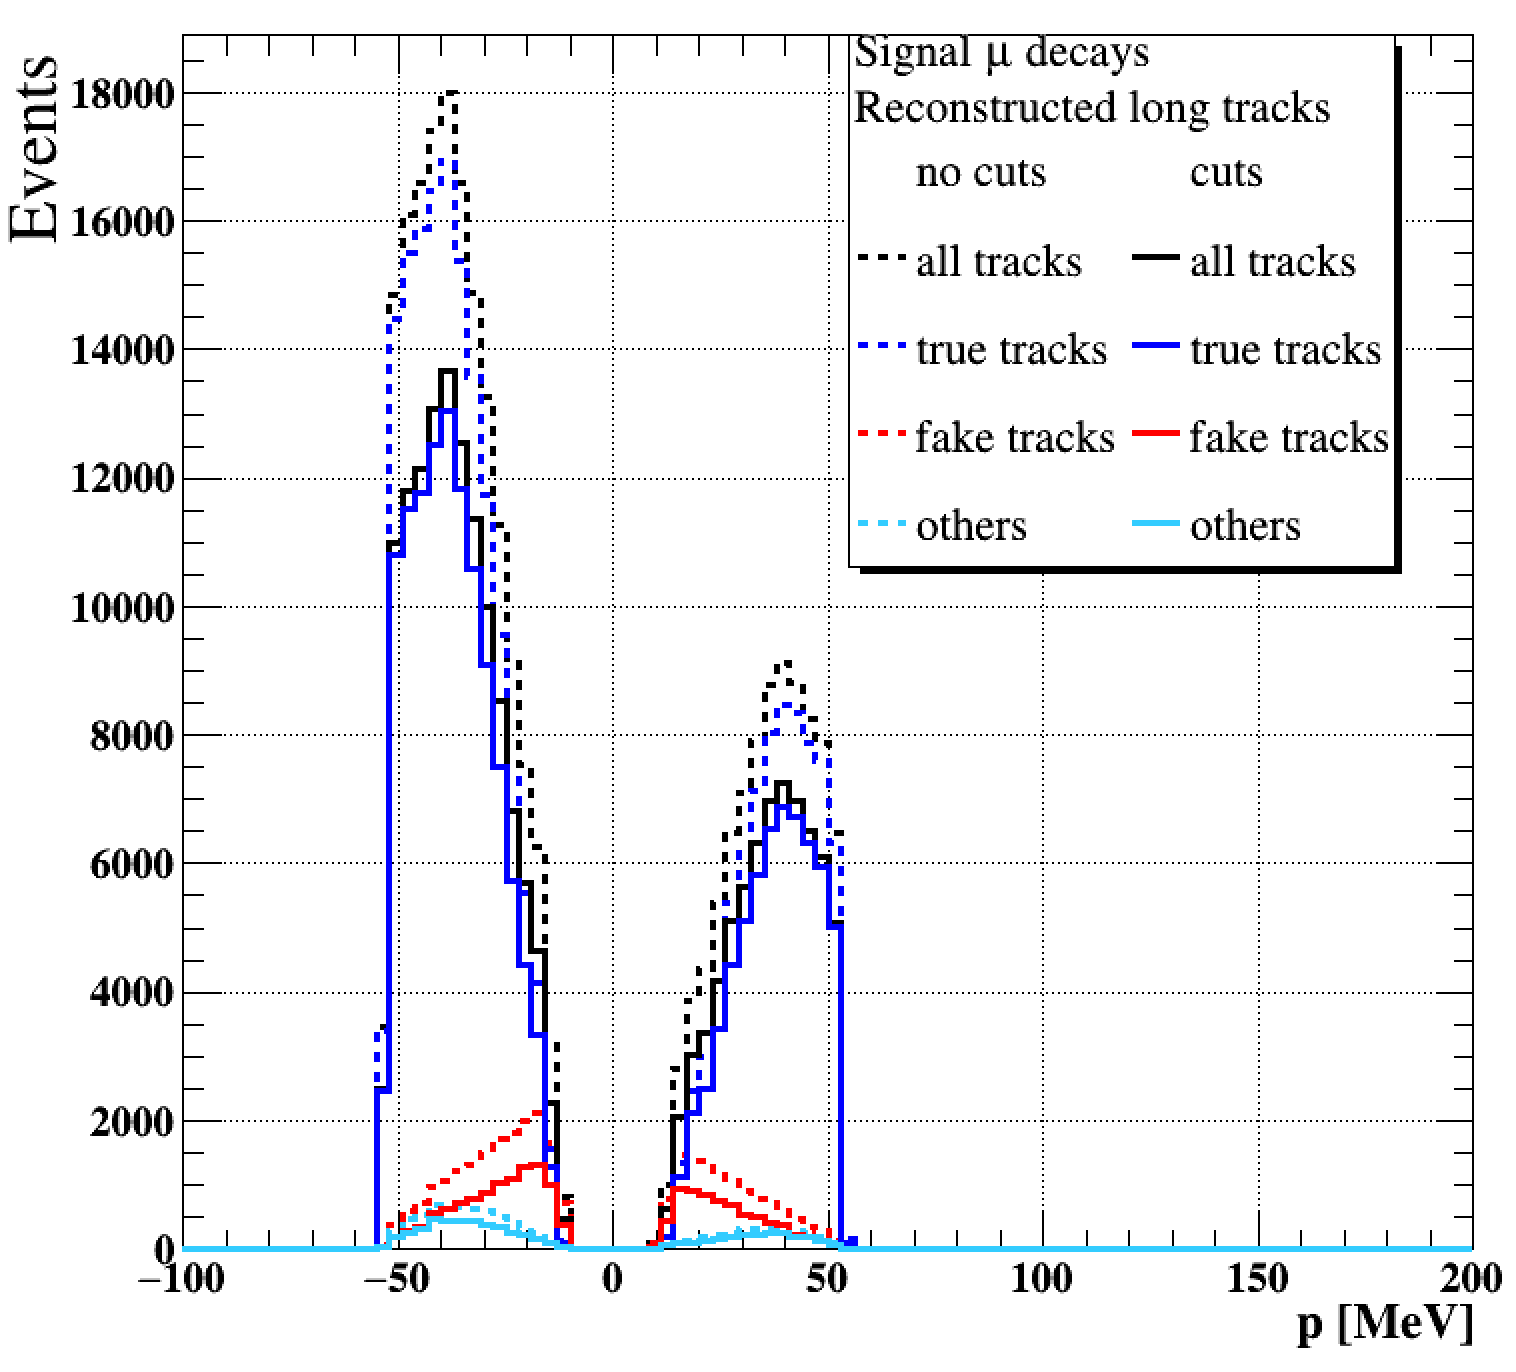 Events
18000
16000
14000
12000
10000
8000
6000
4000
2000
0
−100 −50 0 50 100 150 200
p [MeV]
Signal μ decays
Reconstructed long tracks
no cuts cuts
all tracks all tracks
true tracks true tracks
fake tracks fake tracks
others others